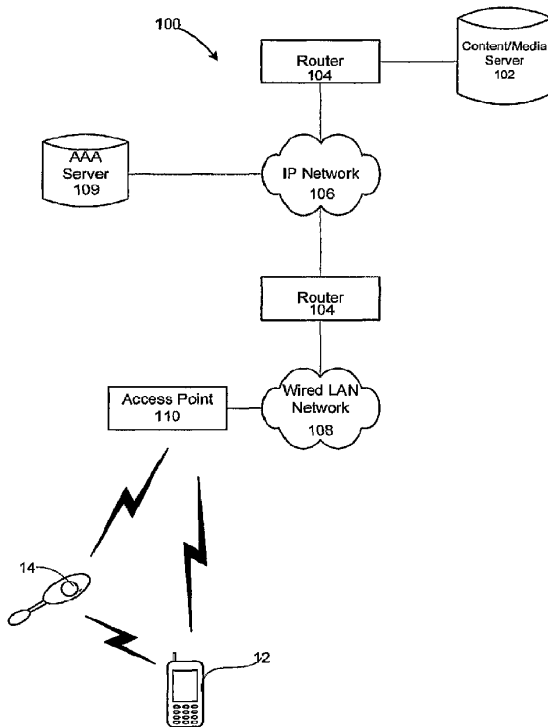 100
Router
104
Content/Media
Server
102
AAA
Server
109
IP Network
106
Router
104
Access Point
110
Wired LAN
Network
108
14
12